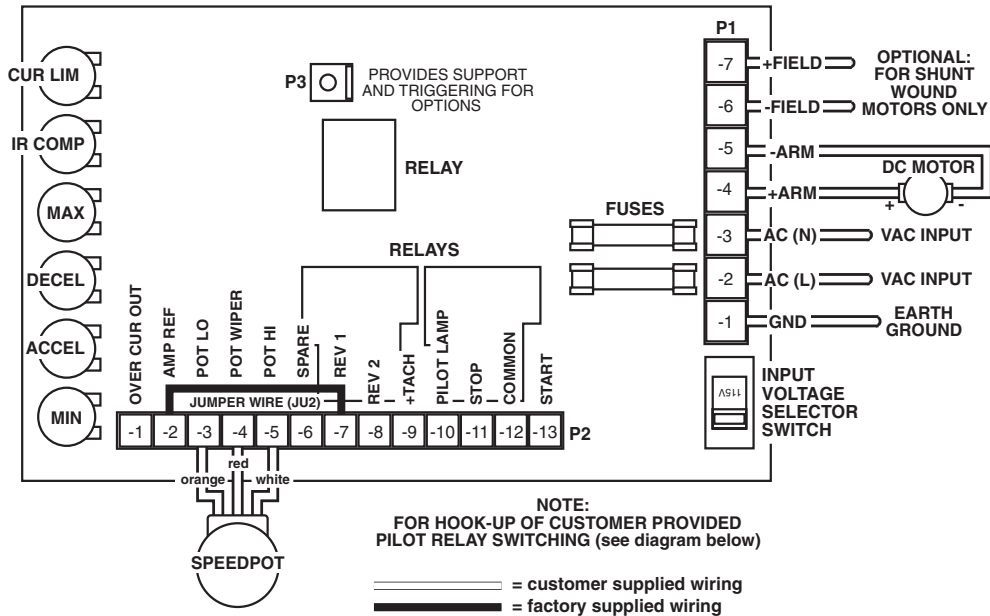 CUR LIM
IR COMP
MAX
DECEL
ACCEL
MIN
P3
PROVIDES SUPPORT
AND TRIGGERING FOR
OPTIONS
RELAY
FUSES
RELAYS
P1
-7
+FIELD
-6
-FIELD
OPTIONAL:
FOR SHUNT
WOUND
MOTORS ONLY
-5
-ARM
DC MOTOR
-4
+ARM
+
-
-3
AC (N)
VAC INPUT
-2
AC (L)
VAC INPUT
-1
GND
EARTH
GROUND
115V
INPUT
VOLTAGE
SELECTOR
SWITCH
OVER CUR OUT
AMP REF
POT LO
POT WIPER
POT HI
SPARE
REV 1
REV 2
+TACH
PILOT LAMP
STOP
COMMON
START
JUMPER WIRE (JU2)
-1
-2
-3
-4
-5
-6
-7
-8
-9
-10
-11
-12
-13
P2
orange
red
white
SPEEDPOT
NOTE:
FOR HOOK-UP OF CUSTOMER PROVIDED
PILOT RELAY SWITCHING (see diagram below)
= customer supplied wiring
= factory supplied wiring